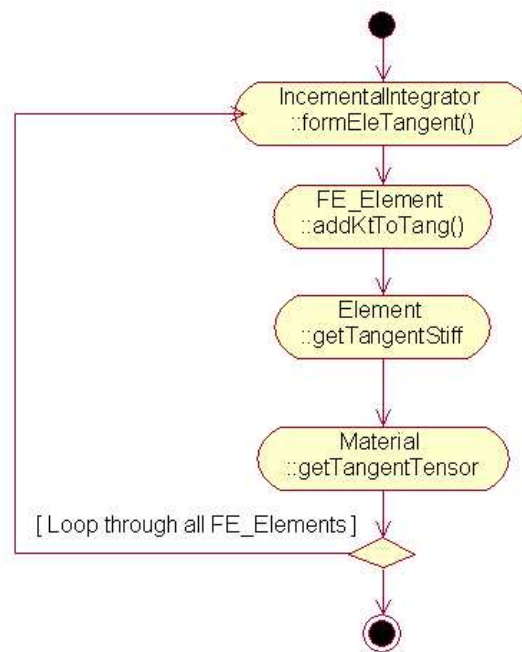 IncementalIntegrator
::formEleTangent()
FE_Element
::addKtToTang()
Element
::getTangentStiff
Material
::getTangentTensor
[ Loop through all FE_Elements ]